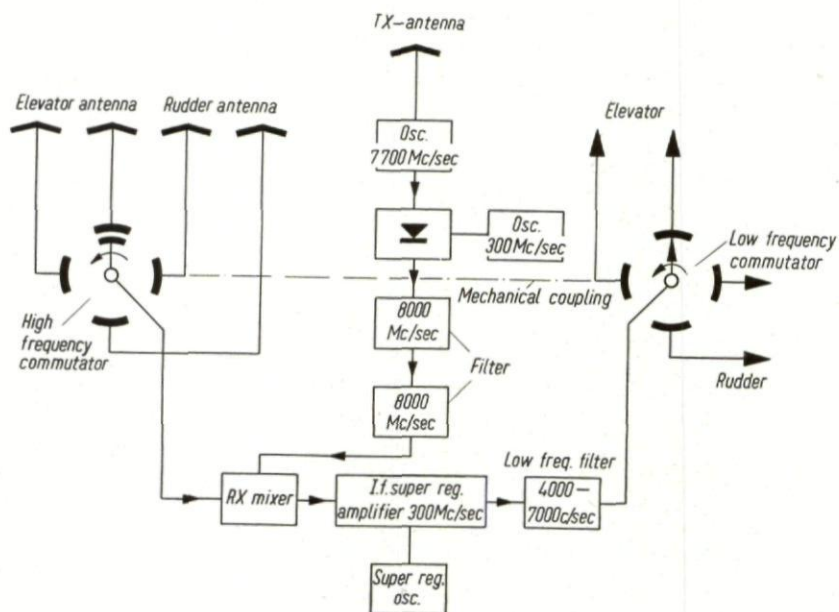 TX-antenna
Elevator antenna
Rudder antenna
Elevator
Osc.
7700 Mc/sec
Osc.
300 Mc/sec
Low frequency
commutator
Mechanical coupling
High
frequency
commutator
8000
Mc/sec
Filter
8000
Mc/sec
Rudder
Low freq. filter
RX mixer
I.f. super reg.
amplifier 300 Mc/sec
4000—
7000c/sec
Super reg.
osc.